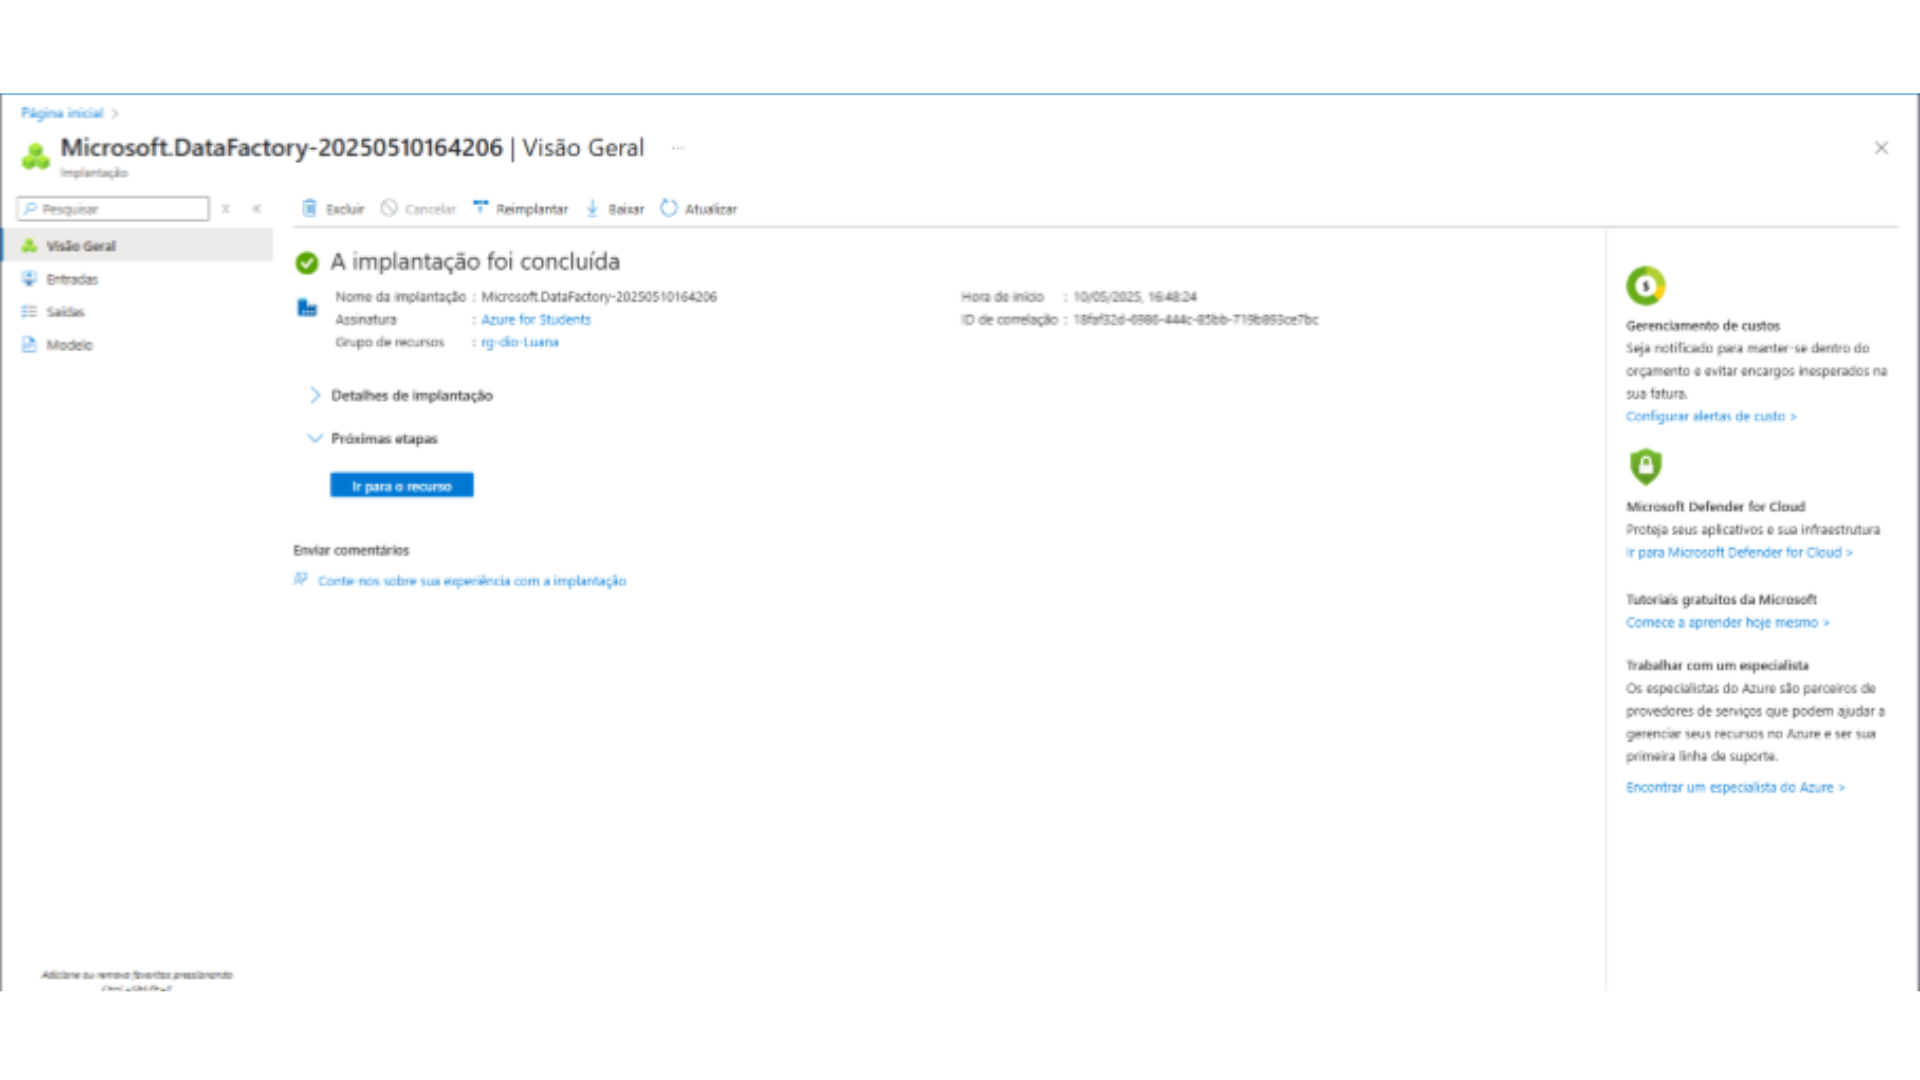 Página inicial >
Microsoft.DataFactory-20250510164206 | Visão Geral ...
Implantação
Pesquisar
Excluir Cancelar Reimplantar Baixar Atualizar
Visão Geral
Entradas
Saídas
Modelo
A implantação foi concluída
Nome da implantação : Microsoft.DataFactory-20250510164206
Assinatura : Azure for Students
Grupo de recursos : rg-dio-Luana
Hora de início : 10/05/2025, 16:48:24
ID de correlação :
Detalhes de implantação
Próximas etapas
Ir para o recurso
Enviar comentários
Conte-nos sobre sua experiência com a implantação
Gerenciamento de custos
Seja notificado para manter-se dentro do
orçamento e evitar encargos inesperados na
sua fatura.
Configurar alertas de custo >
Microsoft Defender for Cloud
Proteja seus aplicativos e sua infraestrutura
Ir para Microsoft Defender for Cloud >
Tutoriais gratuitos da Microsoft
Comece a aprender hoje mesmo >
Trabalhar com um especialista
Os especialistas do Azure são parceiros de
provedores de serviços que podem ajudar a
gerenciar seus recursos no Azure e ser sua
primeira linha de suporte.
Encontrar um especialista do Azure >
Adicione ou remova favoritos pressionando